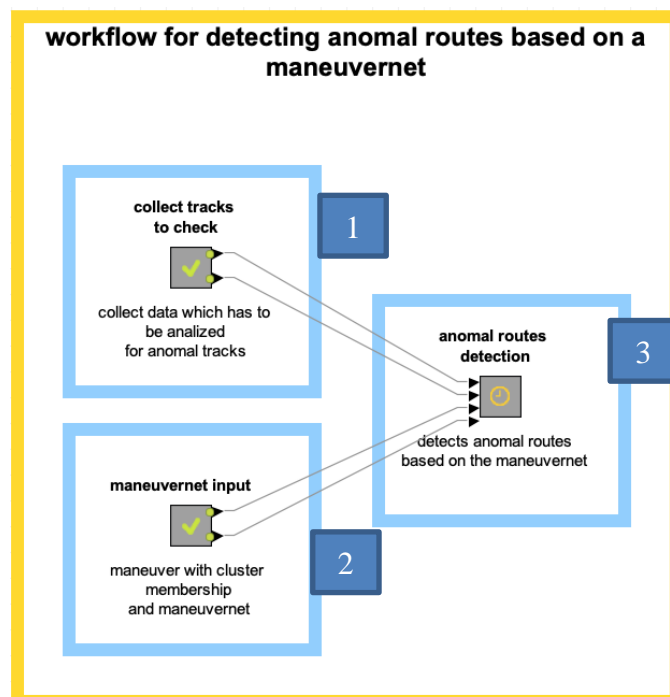 workflow for detecting anomal routes based on a
maneuvernet
collect tracks
to check
1
collect data which has to
be analized
for anomal tracks
anomal routes
detection
3
detects anomal routes
based on the maneuvernet
maneuvernet input
2
maneuver with cluster
membership
and maneuvernet